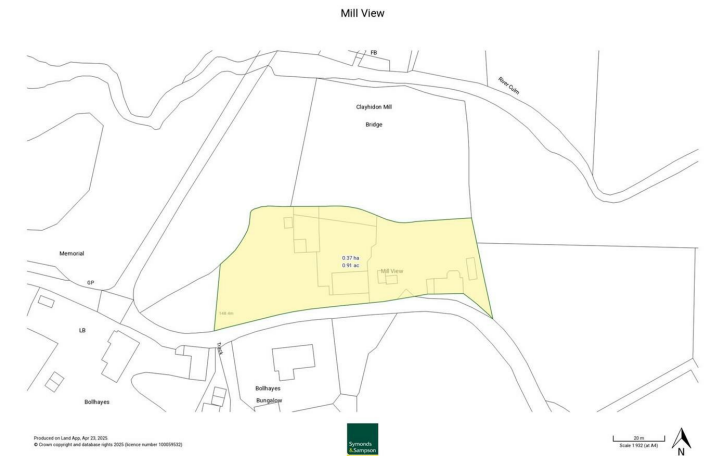 Mill View
FB
River Culm
Clayhidon Mill
Bridge
Memorial
GP
0.37 ha
0.91 ac
Mill View
LB
Track
Bollhayes
Bollhayes
Bungalow
Produced on Land App, Apr 23, 2025.
© Crown copyright and database rights 2025 (licence number 100059532)
Symonds
&Sampson
20 m
Scale 1:932 (at A4)
N